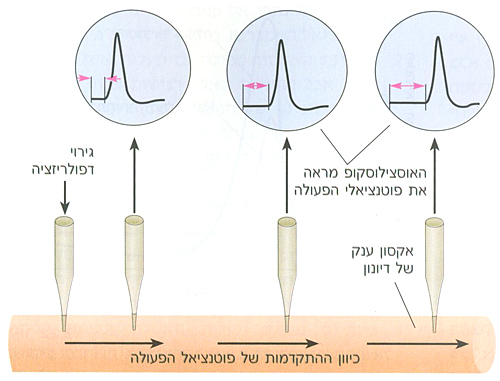 גירוי
דפולריזציה
האוסצילוסקופ מראה
את פוטנציאלי הפעולה
אקסון ענק
של דיונון
כיוון ההתקדמות של פוטנציאל הפעולה